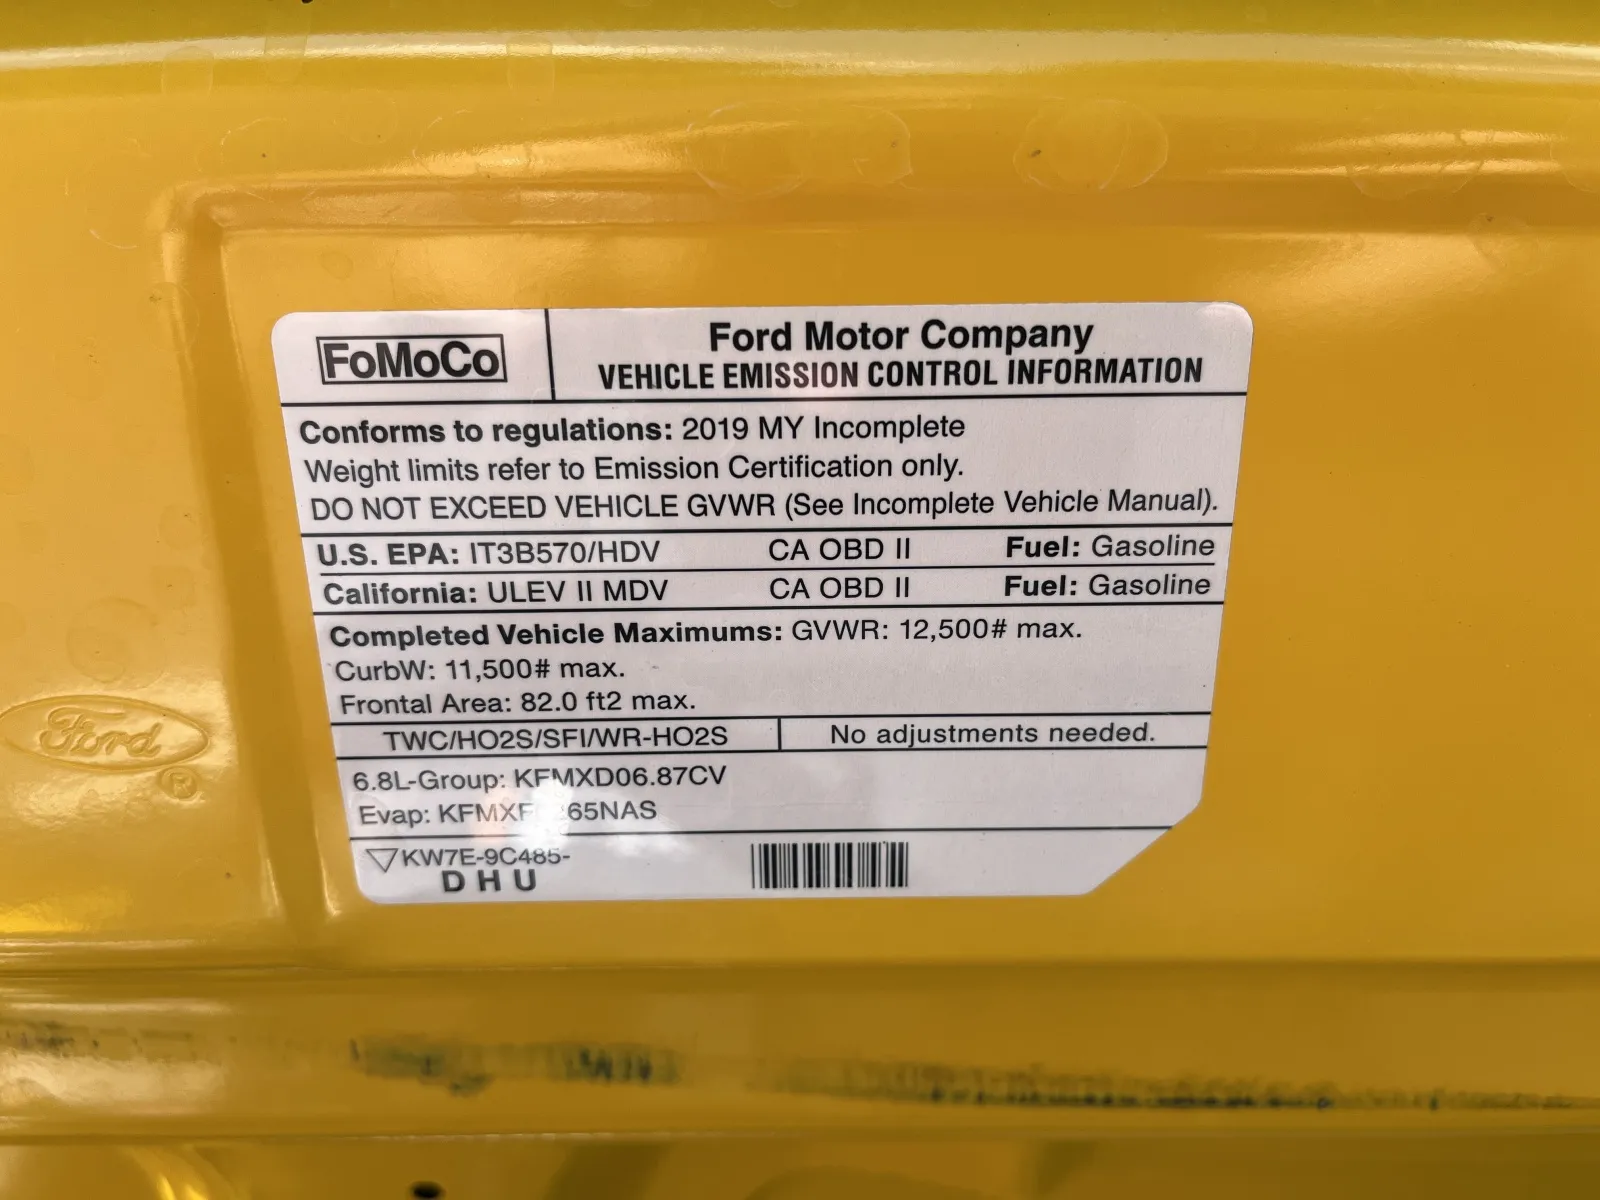 FoMoCo
Ford Motor Company
VEHICLE EMISSION CONTROL INFORMATION
Conforms to regulations: 2019 MY Incomplete
Weight limits refer to Emission Certification only.
DO NOT EXCEED VEHICLE GVWR (See Incomplete Vehicle Manual).
U.S. EPA: IT3B570/HDV CA OBD II Fuel: Gasoline
California: ULEV II MDV CA OBD II Fuel: Gasoline
Completed Vehicle Maximums: GVWR: 12,500# max.
CurbW: 11,500# max.
Frontal Area: 82.0 ft2 max.
TWC/HO2S/SFI/WR-HO2S No adjustments needed.
6.8L-Group: KFMXD06.87CV
Evap:
KW7E-9C485-
DHU
Ford
®